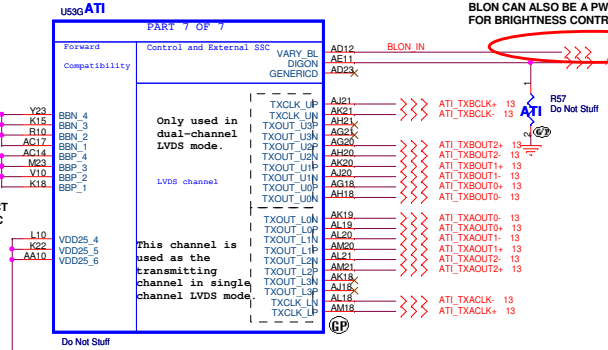 BLON CAN ALSO BE A PW
FOR BRIGHTNESS CONTR
U53G ATI
PART 7 OF 7
Forward
Compatibility
Control and External SSC
VARY_BL AD12 BLON_IN
DIGON AE11
GENERICD AD23
R57
Do Not Stuff
ATI
1
2
GP
Only used in
dual-channel
LVDS mode.
LVDS channel
TXCLK_UP AJ21 ATI_TXBCLK+ 13
TXCLK_UN AK21 ATI_TXBCLK- 13
TXOUT_U3P AH21
TXOUT_U3N AG21
TXOUT_U2P AG20 ATI_TXBOUT2+ 13
TXOUT_U2N AH20 ATI_TXBOUT2- 13
TXOUT_U1P AK20 ATI_TXBOUT1+ 13
TXOUT_U1N AJ20 ATI_TXBOUT1- 13
TXOUT_U0P AG18 ATI_TXBOUT0+ 13
TXOUT_U0N AH18 ATI_TXBOUT0- 13
Y23 BBN_4
K15 BBN_3
R10 BBN_2
AC17 BBN_1
AC14 BBP_4
M23 BBP_3
V10 BBP_2
K18 BBP_1
CT
C
L10 VDD25_4
K22 VDD25_5
AA10 VDD25_6
This channel is
used as the
transmitting
channel in single
channel LVDS mode.
TXOUT_L0N AK19 ATI_TXAOUT0- 13
TXOUT_L0P AL19 ATI_TXAOUT0+ 13
TXOUT_L1N AL20 ATI_TXAOUT1- 13
TXOUT_L1P AM20 ATI_TXAOUT1+ 13
TXOUT_L2N AL21 ATI_TXAOUT2- 13
TXOUT_L2P AM21 ATI_TXAOUT2+ 13
TXOUT_L3N AK18
TXOUT_L3P AJ18
TXCLK_LN AL18 ATI_TXACLK- 13
TXCLK_LP AM18 ATI_TXACLK+ 13
GP
Do Not Stuff